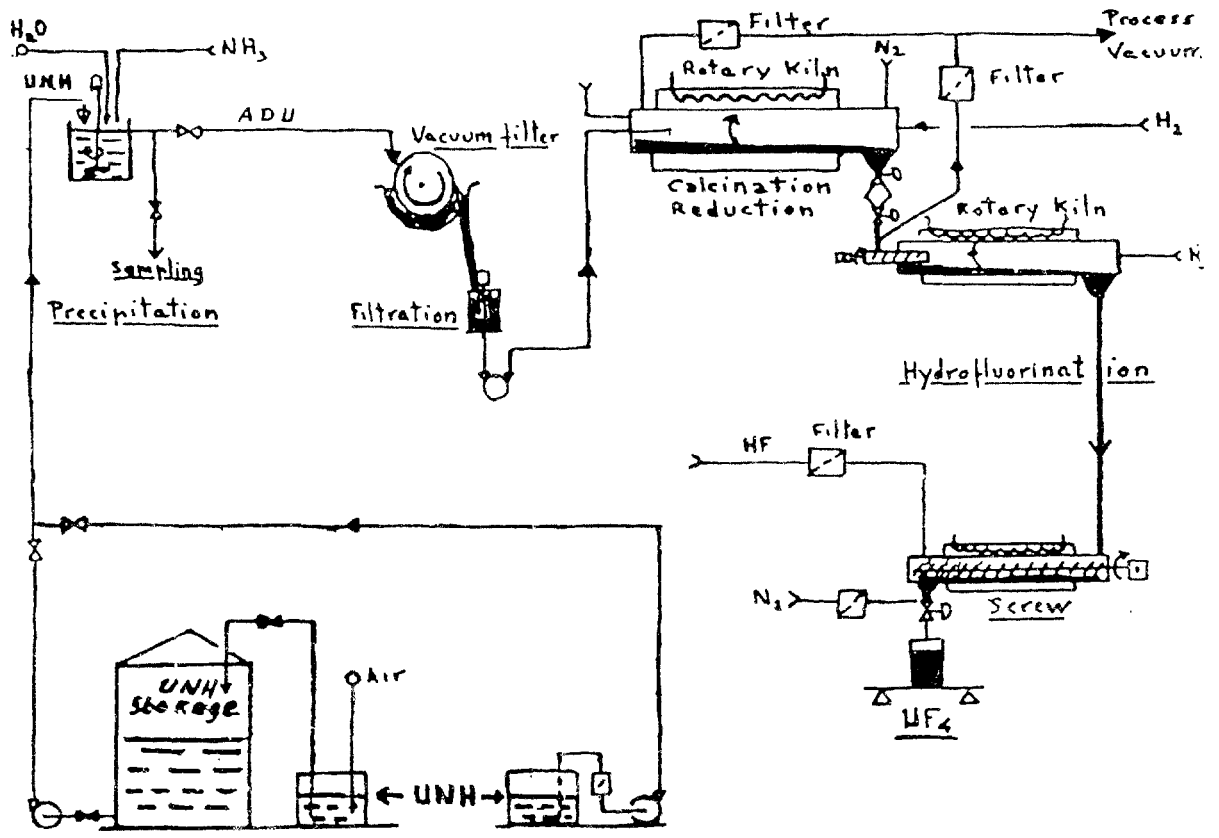 H₂O
NH₃
UNH
ADU
Vacuum filter
Sampling
Precipitation
Filtration
Filter
Process
Vacuum.
N₂
Rotary Kiln
Filter
H₂
Calcination
Reduction
Rotary Kiln
Hydrofluorination
HF
Filter
N₂
Screw
UF₄
UNH
Storage
Air
UNH